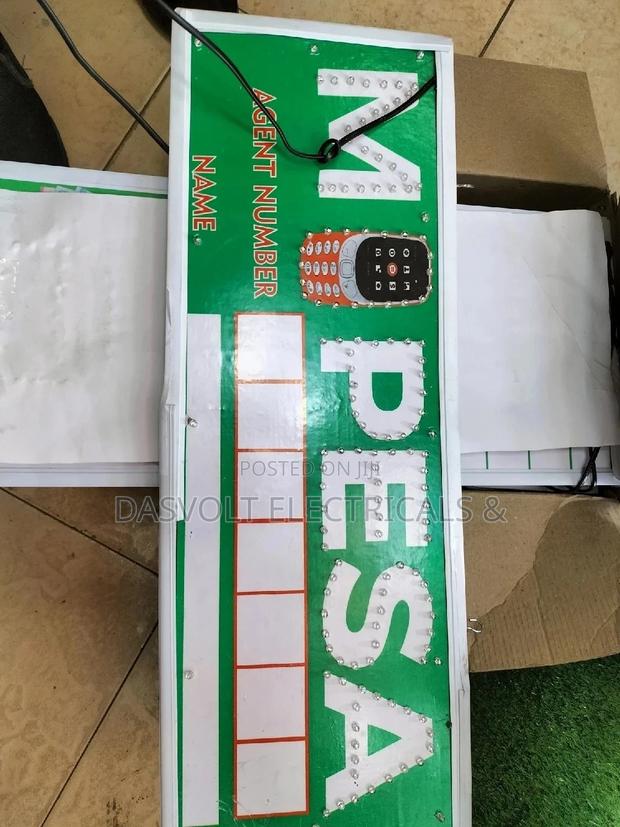 M PESA
AGENT NUMBER
NAME
POSTED ON JIJI
DASVOLT ELECTRICALS &